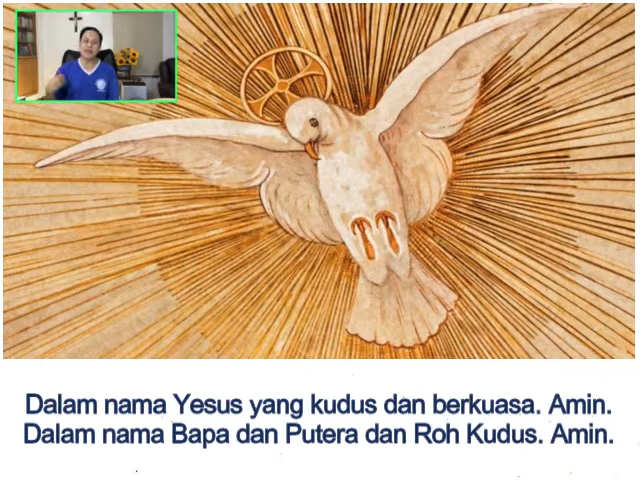 Dalam nama Yesus yang kudus dan berkuasa. Amin.
Dalam nama Bapa dan Putera dan Roh Kudus. Amin.